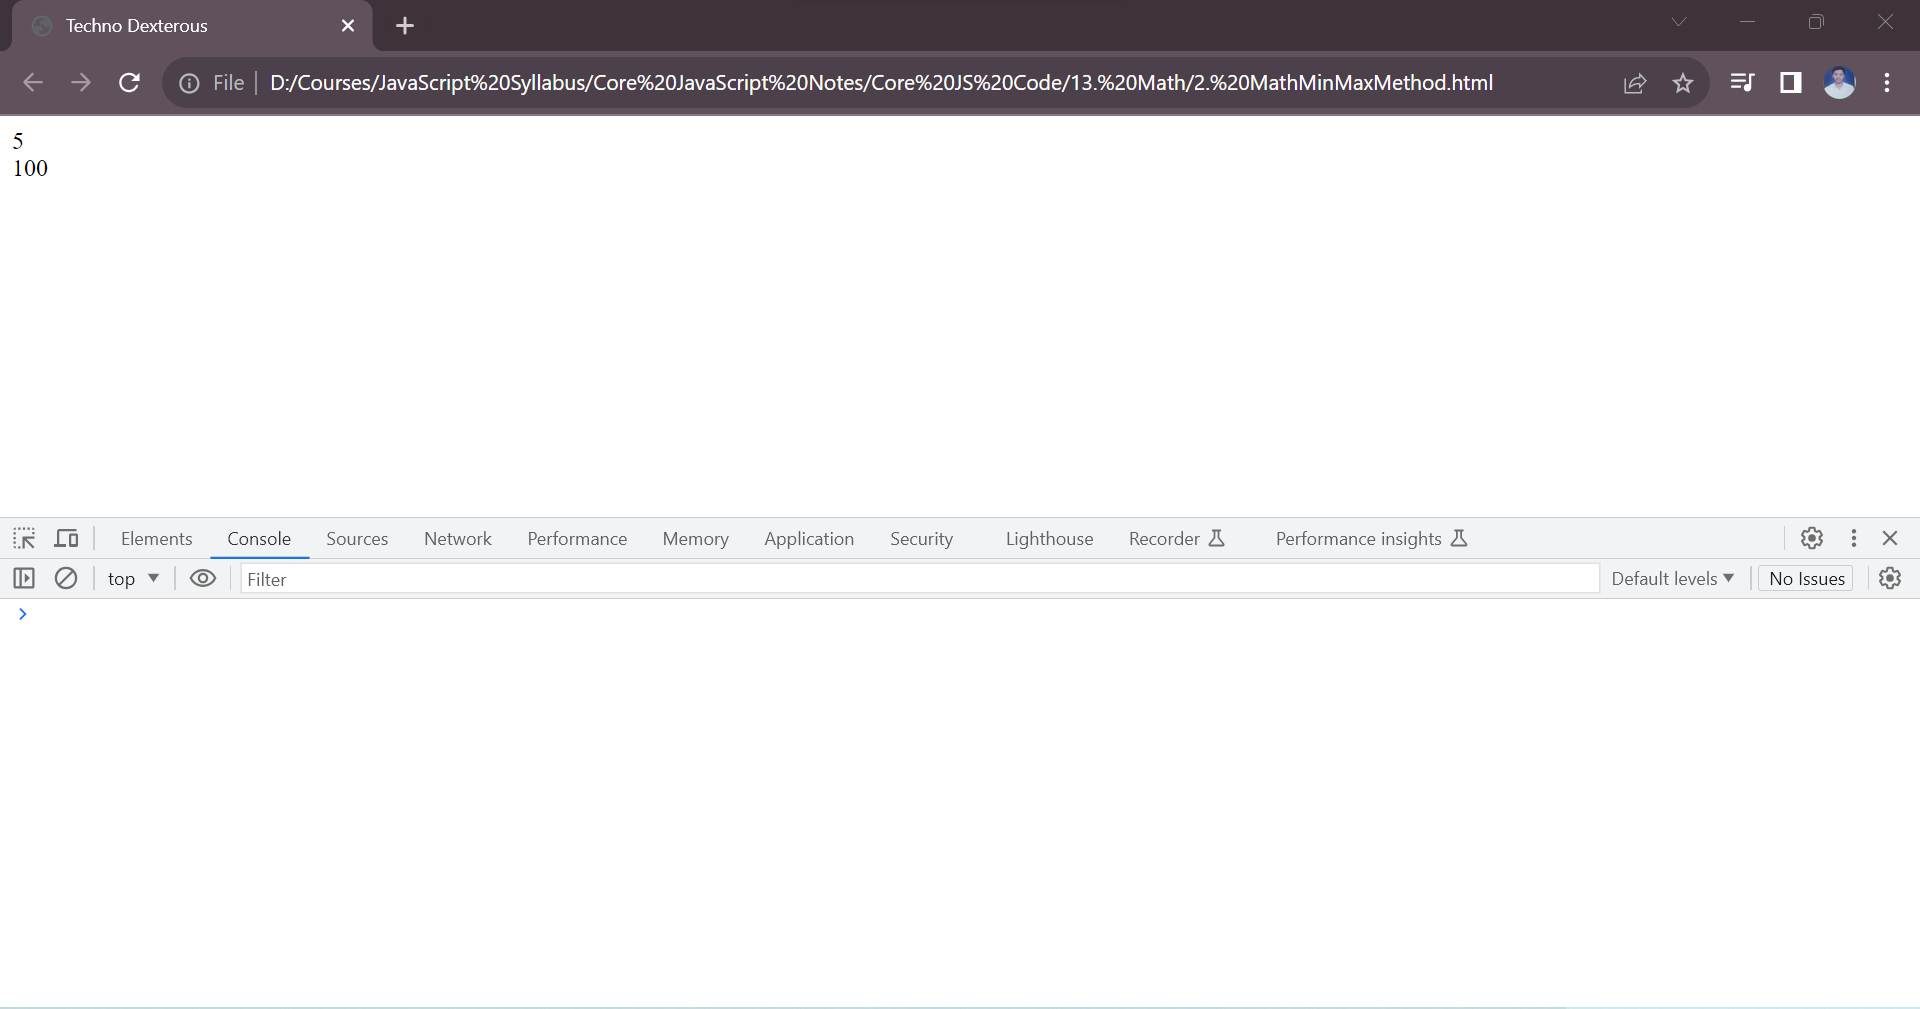 Techno Dexterous
File D:/Courses/JavaScript%20Syllabus/Core%20JavaScript%20Notes/Core%20JS%20Code/13.%20Math/2.%20MathMinMaxMethod.html
5
100
Elements Console Sources Network Performance Memory Application Security Lighthouse Recorder Performance insights
top Filter Default levels No Issues